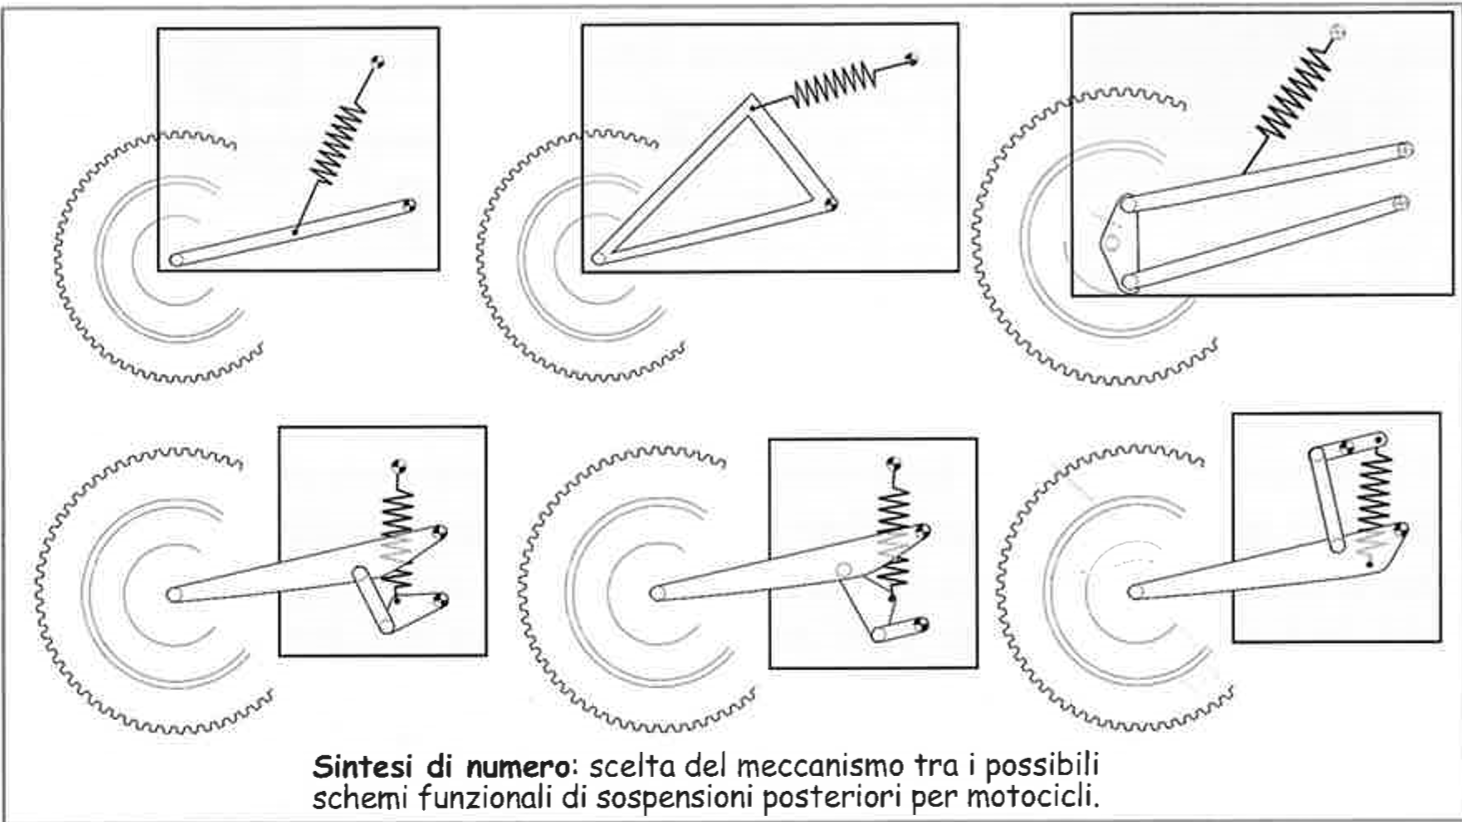 Sintesi di numero: scelta del meccanismo tra i possibili
schemi funzionali di sospensioni posteriori per motocicli.